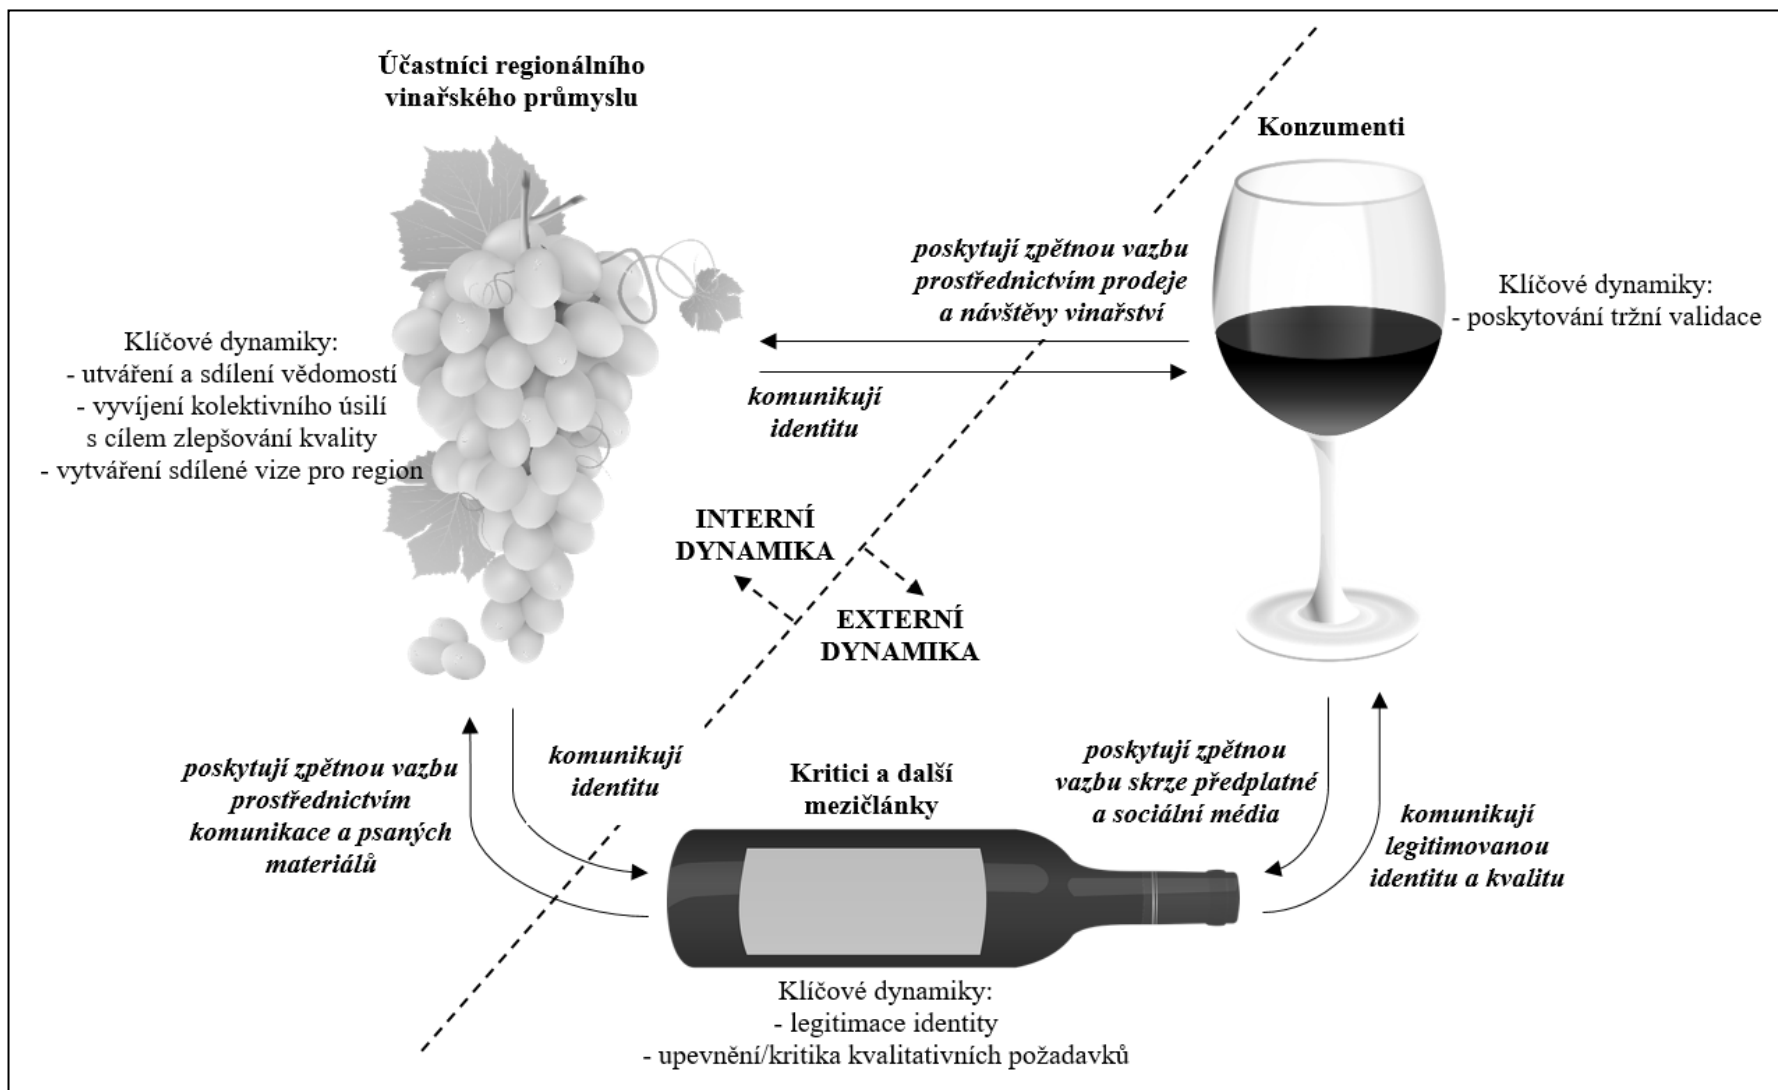 Účastníci regionálního
vinařského průmyslu
Konzumenti
poskytují zpětnou vazbu
prostřednictvím prodeje
a návštěvy vinařství
Klíčové dynamiky:
- poskytování tržní validace
Klíčové dynamiky:
- utváření a sdílení vědomostí
- vyvíjení kolektivního úsilí
s cílem zlepšování kvality
- vytváření sdílené vize pro region
komunikují
identitu
INTERNÍ
DYNAMIKA
EXTERNÍ
DYNAMIKA
poskytují zpětnou vazbu
prostřednictvím
komunikace a psaných
materiálů
komunikují
identitu
Kritici a další
mezičlánky
poskytují zpětnou
vazbu skrze předplatné
a sociální média
komunikují
legitimovanou
identitu a kvalitu
Klíčové dynamiky:
- legitimace identity
- upevnění/kritika kvalitativních požadavků